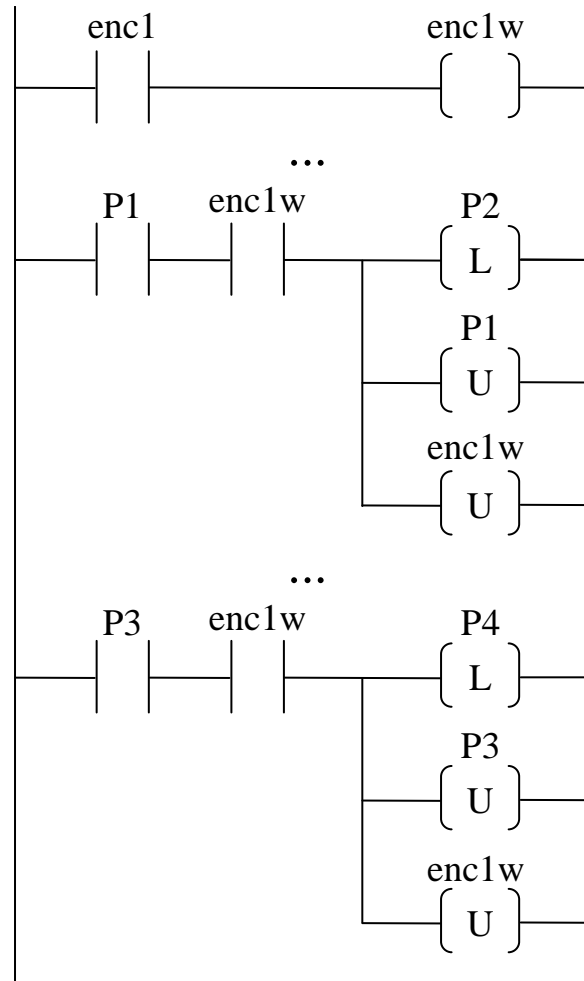 enc1 enc1w
...
P1 enc1w P2
L
P1
U
enc1w
U
...
P3 enc1w P4
L
P3
U
enc1w
U